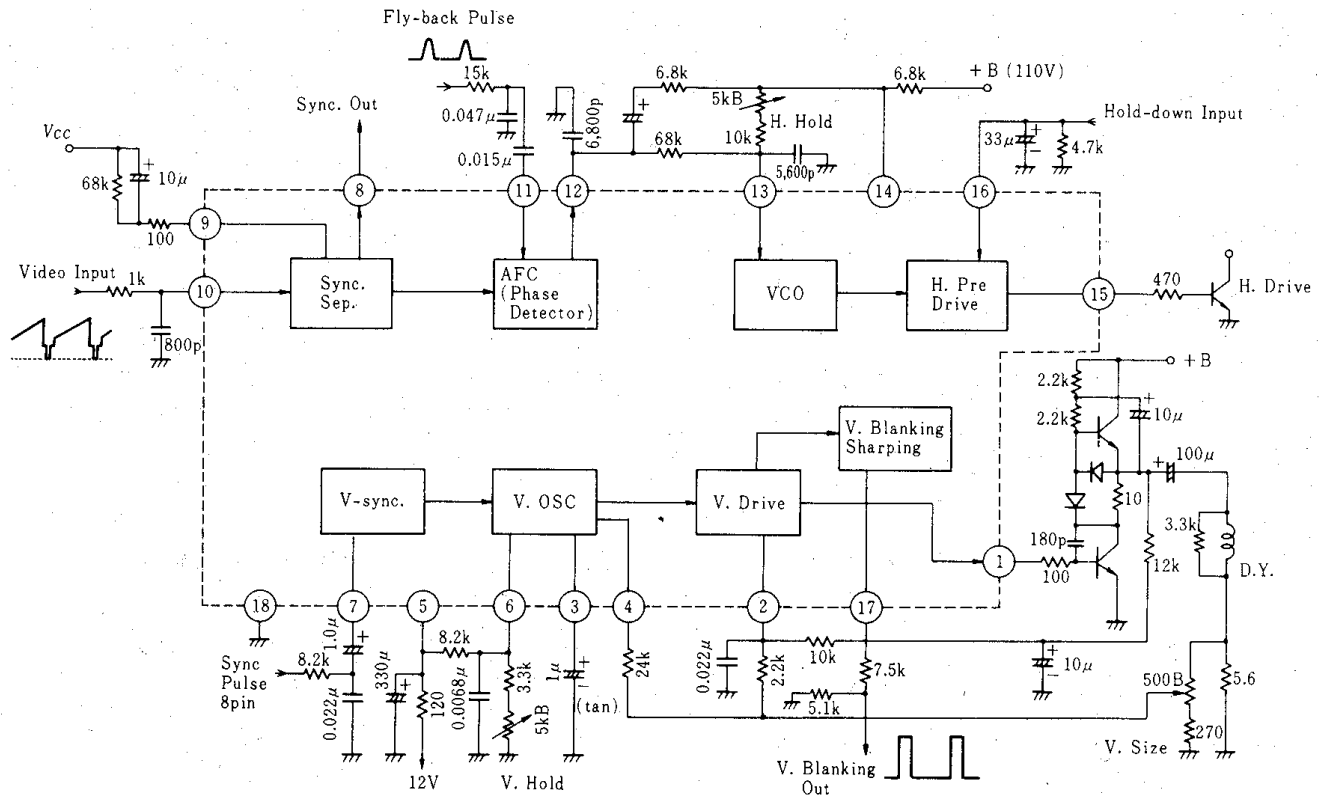 Fly-back Pulse
15k
0.047μ
0.015μ
6,800p
6.8k
68k
5kB
H. Hold
10k
5,600p
6.8k
+B (110V)
Hold-down Input
33μ
+
−
4.7k
Sync. Out
Vcc
68k
+
10μ
100
8
11
12
13
14
16
9
Video Input
1k
10
800p
Sync.
Sep.
AFC
(Phase
Detector)
VCO
H. Pre
Drive
15
470
H. Drive
+B
2.2k
2.2k
+
10μ
+
100μ
10
180p
100
12k
3.3k
D.Y.
V. Blanking
Sharping
V-sync.
V. OSC
V. Drive
1
18
7
5
6
3
4
2
17
1.0μ
+
Sync
Pulse
8pin
8.2k
0.022μ
330μ
+
8.2k
120
12V
0.0068μ
3.3k
5kB
V. Hold
1μ
+
−
(tan)
24k
0.022μ
2.2k
10k
7.5k
5.1k
+
10μ
−
V. Blanking
Out
500B
270
5.6
V. Size